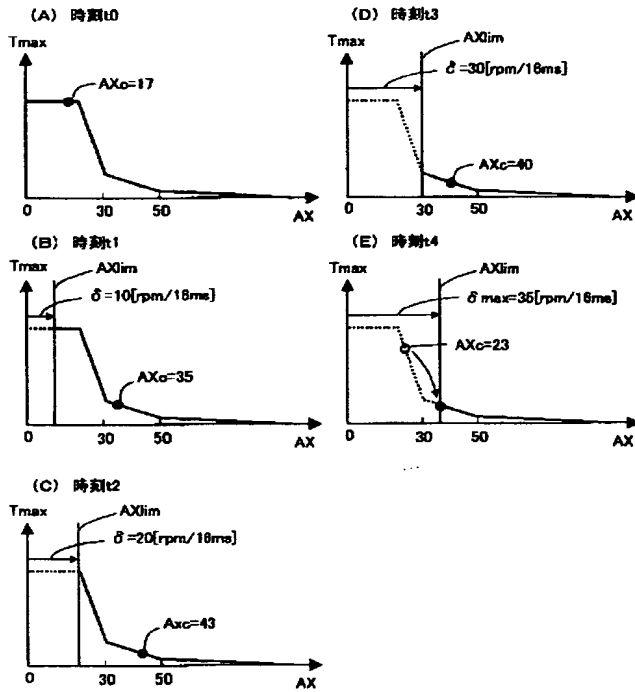 (A) 時刻t0
Tmax
AXc=17
0
30
50
AX
(B) 時刻t1
Tmax
AXlim
δ=10[rpm/16ms]
AXc=35
0
30
50
AX
(C) 時刻t2
Tmax
AXlim
δ=20[rpm/16ms]
Axc=43
0
30
50
AX
(D) 時刻t3
Tmax
AXlim
δ=30[rpm/16ms]
AXc=40
0
30
50
AX
(E) 時刻t4
Tmax
AXlim
δmax=35[rpm/16ms]
AXc=23
0
30
50
AX